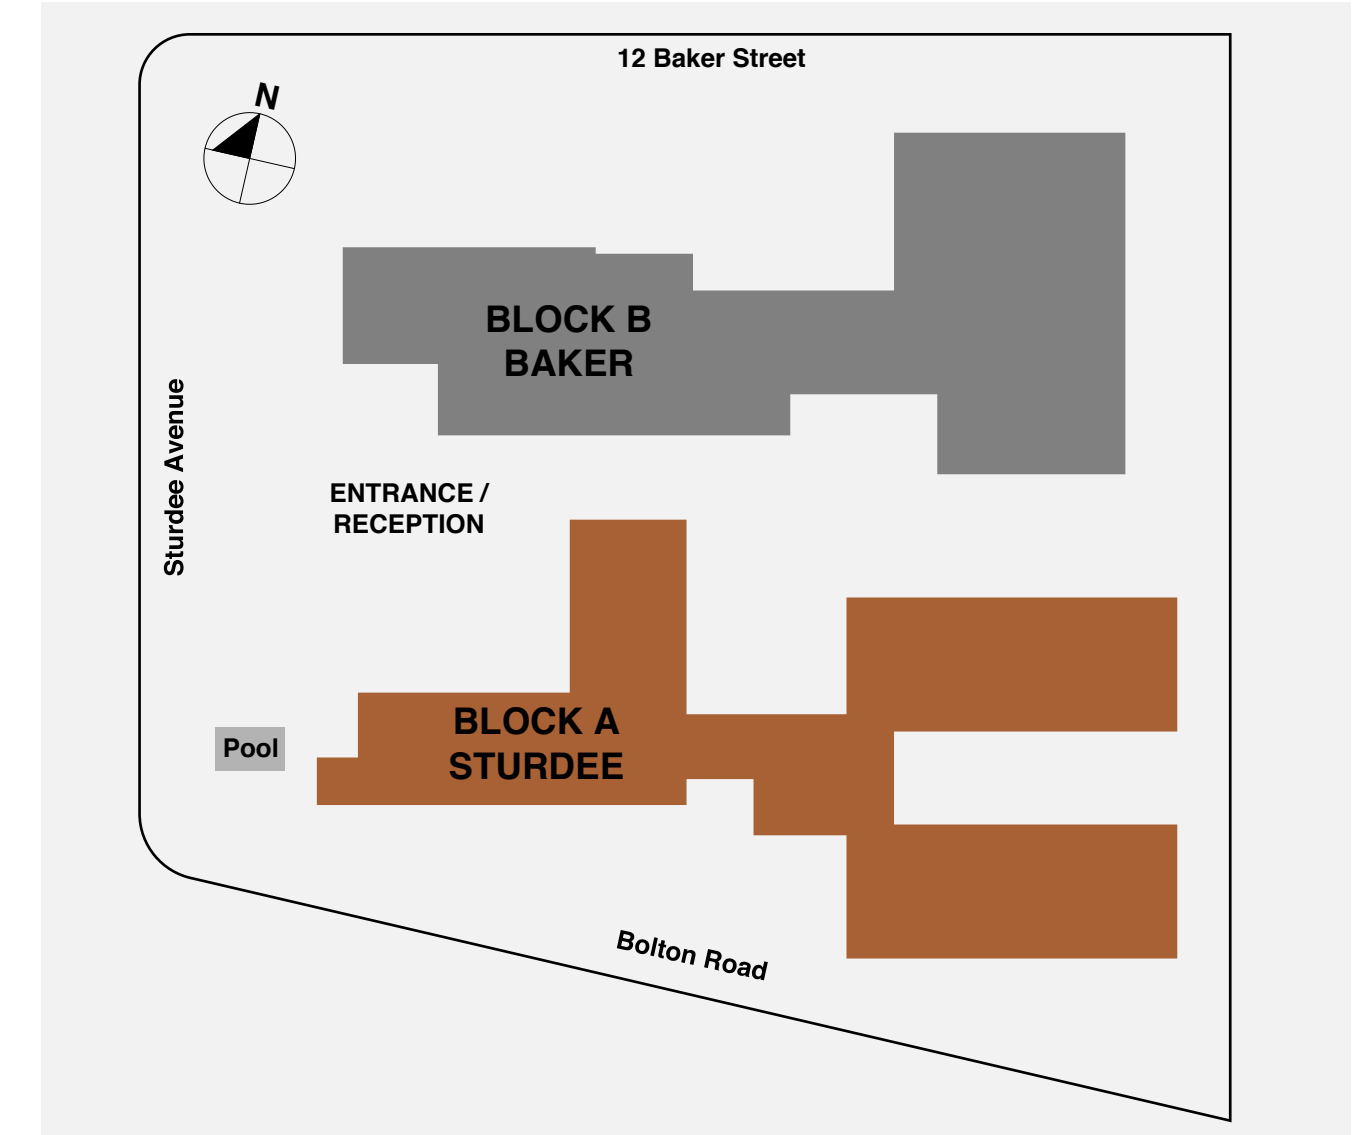 12 Baker Street
N
BLOCK B
BAKER
Sturdee Avenue
ENTRANCE /
RECEPTION
BLOCK A
STURDEE
Pool
Bolton Road